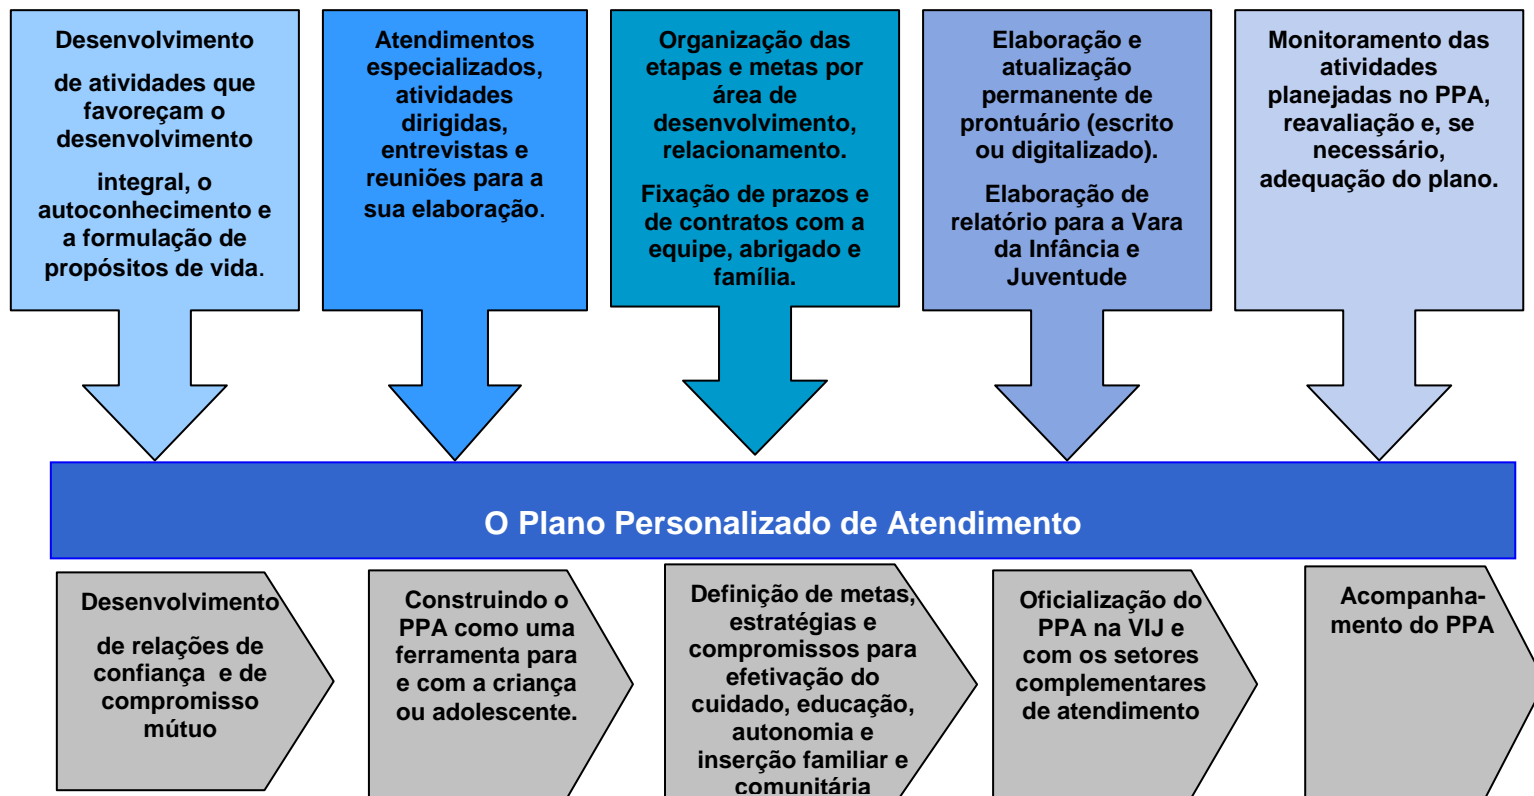 Desenvolvimento
de atividades que
favoreçam o
desenvolvimento
integral, o
autoconhecimento e
a formulação de
propósitos de vida.
Atendimentos
especializados,
atividades
dirigidas,
entrevistas e
reuniões para a
sua elaboração.
Organização das
etapas e metas por
área de
desenvolvimento,
relacionamento.
Fixação de prazos e
de contratos com a
equipe, abrigado e
família.
Elaboração e
atualização
permanente de
prontuário (escrito
ou digitalizado).
Elaboração de
relatório para a Vara
da Infância e
Juventude
Monitoramento das
atividades
planejadas no PPA,
reavaliação e, se
necessário,
adequação do plano.
O Plano Personalizado de Atendimento
Desenvolvimento
de relações de
confiança e de
compromisso
mútuo
Construindo o
PPA como uma
ferramenta para
e com a criança
ou adolescente.
Definição de metas,
estratégias e
compromissos para
efetivação do
cuidado, educação,
autonomia e
inserção familiar e
comunitária
Oficialização do
PPA na VIJ e
com os setores
complementares
de atendimento
Acompanha-
mento do PPA